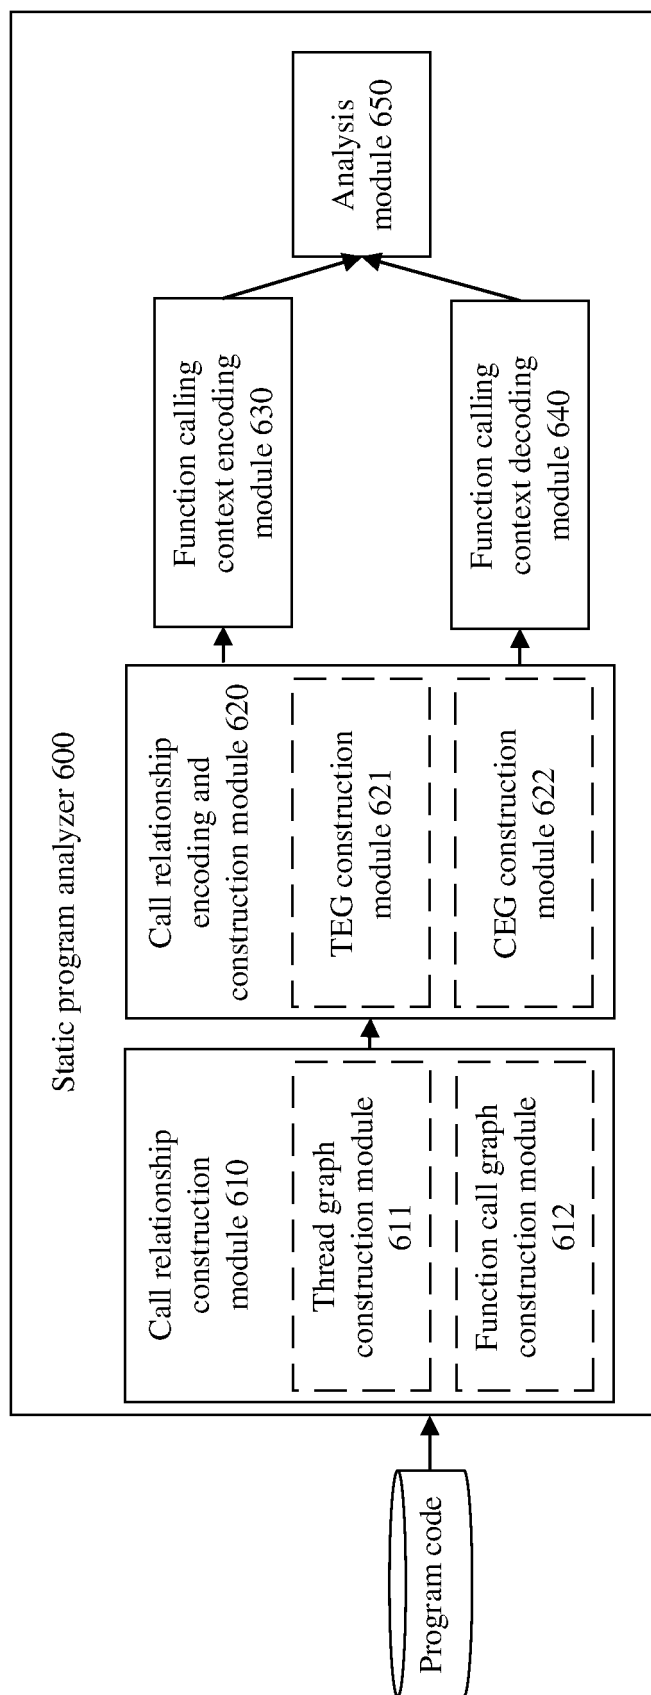 Static program analyzer 600
Program code
Call relationship
construction
module 610
Thread graph
construction module
611
Function call graph
construction module
612
Call relationship
encoding and
construction module 620
TEG construction
module 621
CEG construction
module 622
Function calling
context encoding
module 630
Function calling
context decoding
module 640
Analysis
module 650